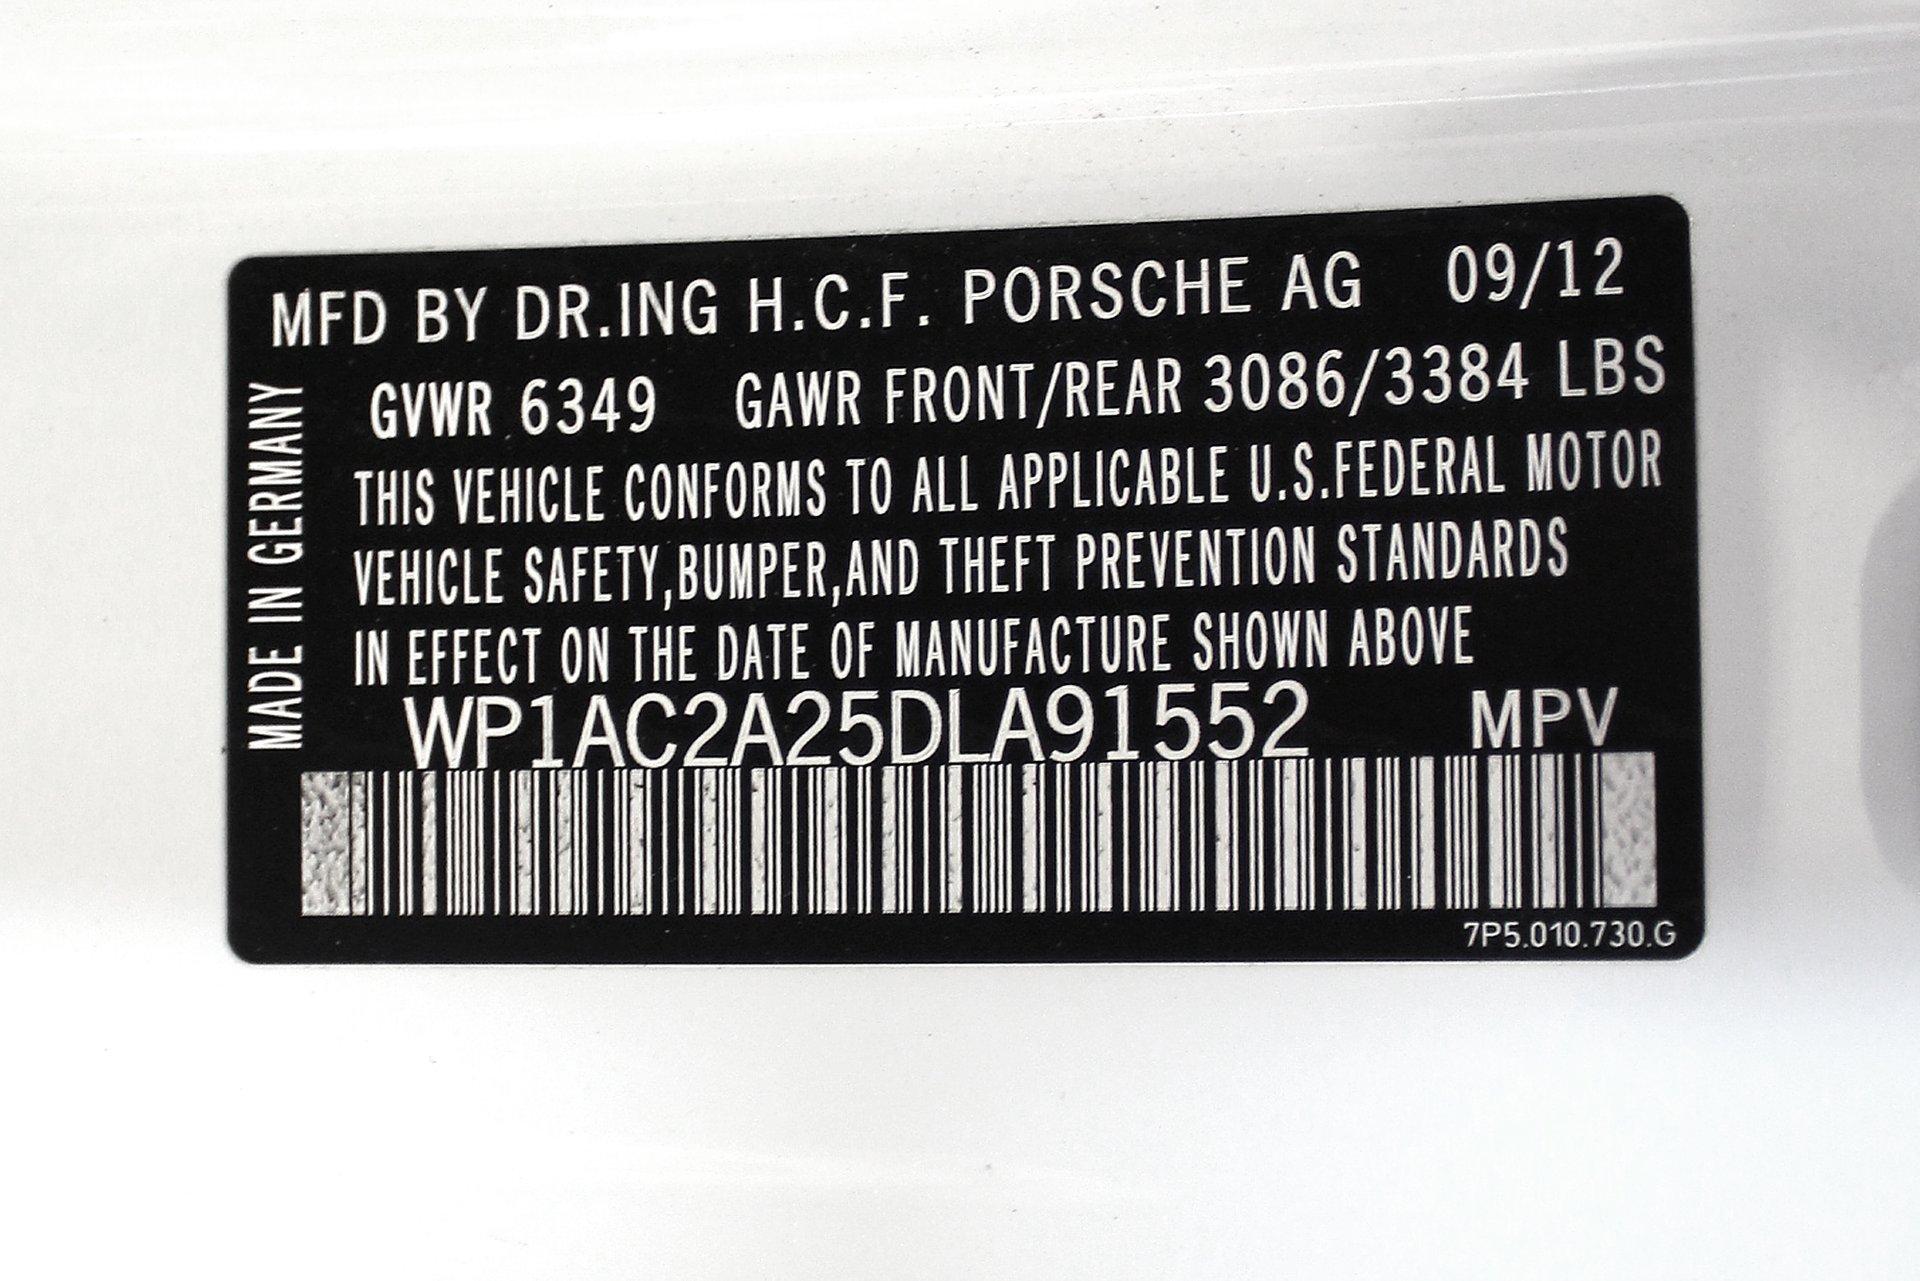 MFD BY DR.ING H.C.F. PORSCHE AG 09/12
GVWR 6349 GAWR FRONT/REAR 3086/3384 LBS
THIS VEHICLE CONFORMS TO ALL APPLICABLE U.S.FEDERAL MOTOR
VEHICLE SAFETY,BUMPER,AND THEFT PREVENTION STANDARDS
IN EFFECT ON THE DATE OF MANUFACTURE SHOWN ABOVE
WP1AC2A25DLA91552 MPV
MADE IN GERMANY
7P5.010.730.G